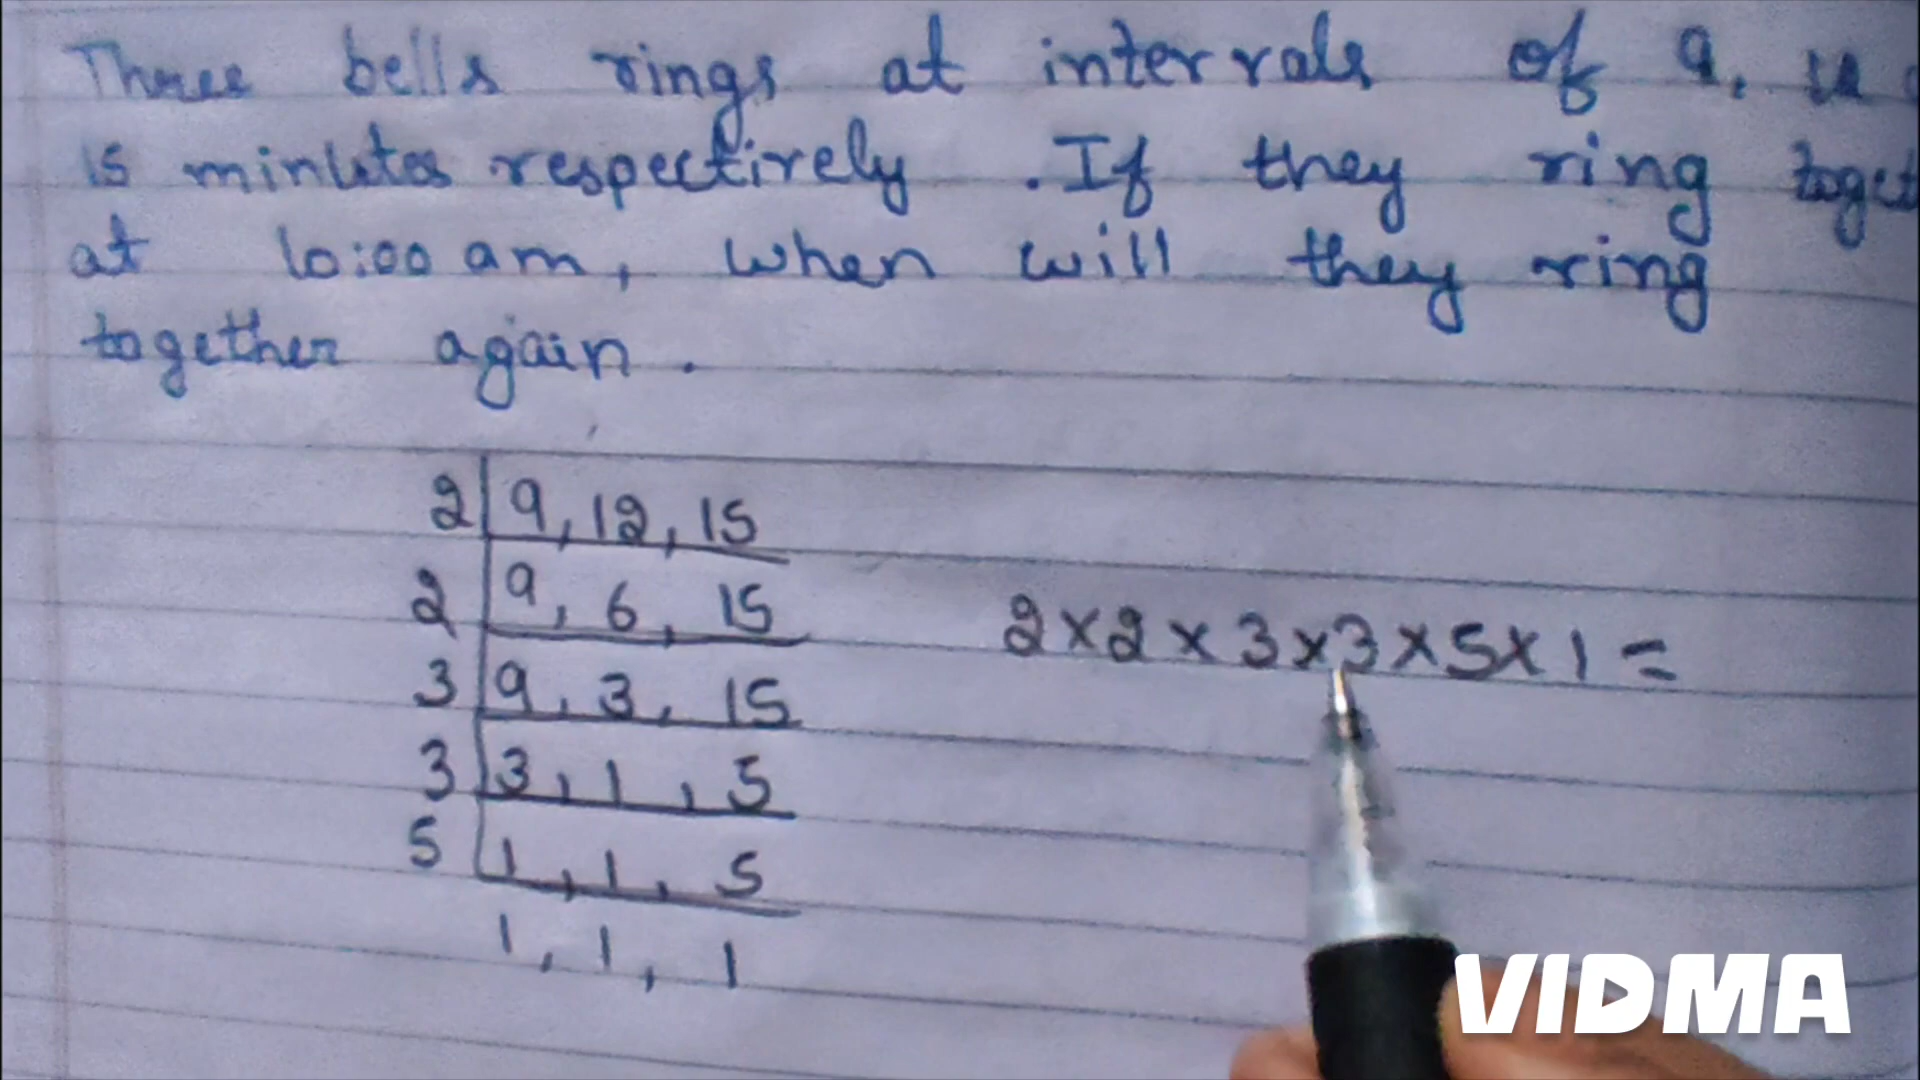 Three bells rings at intervals of 9,
15 minutes respectively. If they ring toget
at 10:00 am, when will they ring
together again.
2 9, 12, 15
2 9, 6, 15
3 9, 3, 15
3 3, 1, 5
5 1, 1, 5
1, 1, 1
2×2×3×3×5×1=
VIDMA